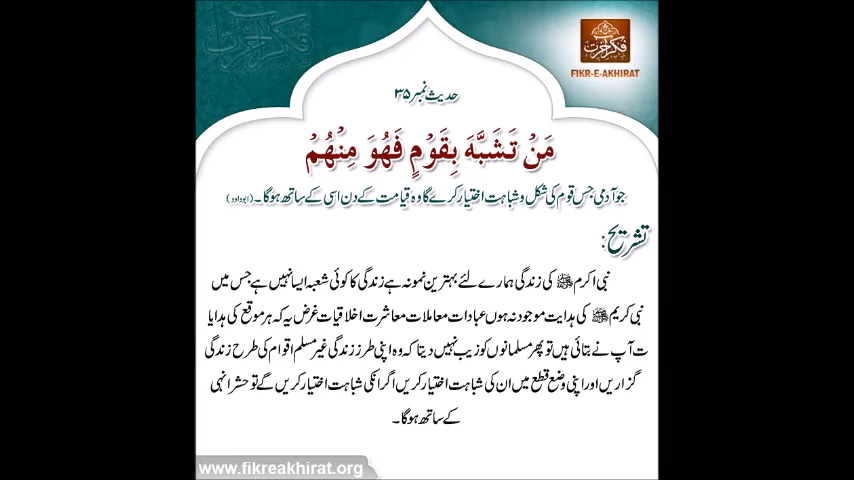 فکر آخرت
FIKR-E-AKHIRAT
حدیث نمبر ۳۵
مَنْ تَشَبَّهَ بِقَوْمٍ فَهُوَ مِنْهُمْ
جو آدمی جس قوم کی شکل و شباہت اختیار کرے گا وہ قیامت کے دن اسی کے ساتھ ہوگا۔ (ابوداود)
تشریح:
نبی اکرم ﷺ کی زندگی ہمارے لئے بہترین نمونہ ہے زندگی کا کوئی شعبہ ایسا نہیں ہے جس میں
نبی کریم ﷺ کی ہدایت موجود نہ ہوں عبادات معاملات معاشرت اخلاقیات غرض یہ کہ ہر موقع کی ہدایا
ت آپ نے بتائی ہیں تو پھر مسلمانوں کو زیب نہیں دیتا کہ وہ اپنی طرز زندگی غیر مسلم اقوام کی طرح زندگی
گزاریں اور اپنی وضع قطع میں ان کی شباہت اختیار کریں اگر انکی شباہت اختیار کریں گے تو حشر انہی
کے ساتھ ہوگا۔
www.fikreakhirat.org